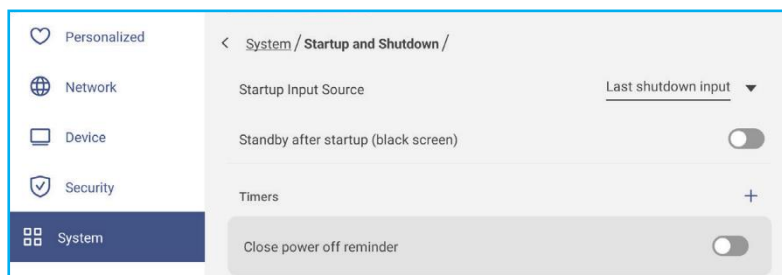 Personalized
Network
Device
Security
System
System / Startup and Shutdown /
Startup Input Source
Last shutdown input
Standby after startup (black screen)
Timers
Close power off reminder